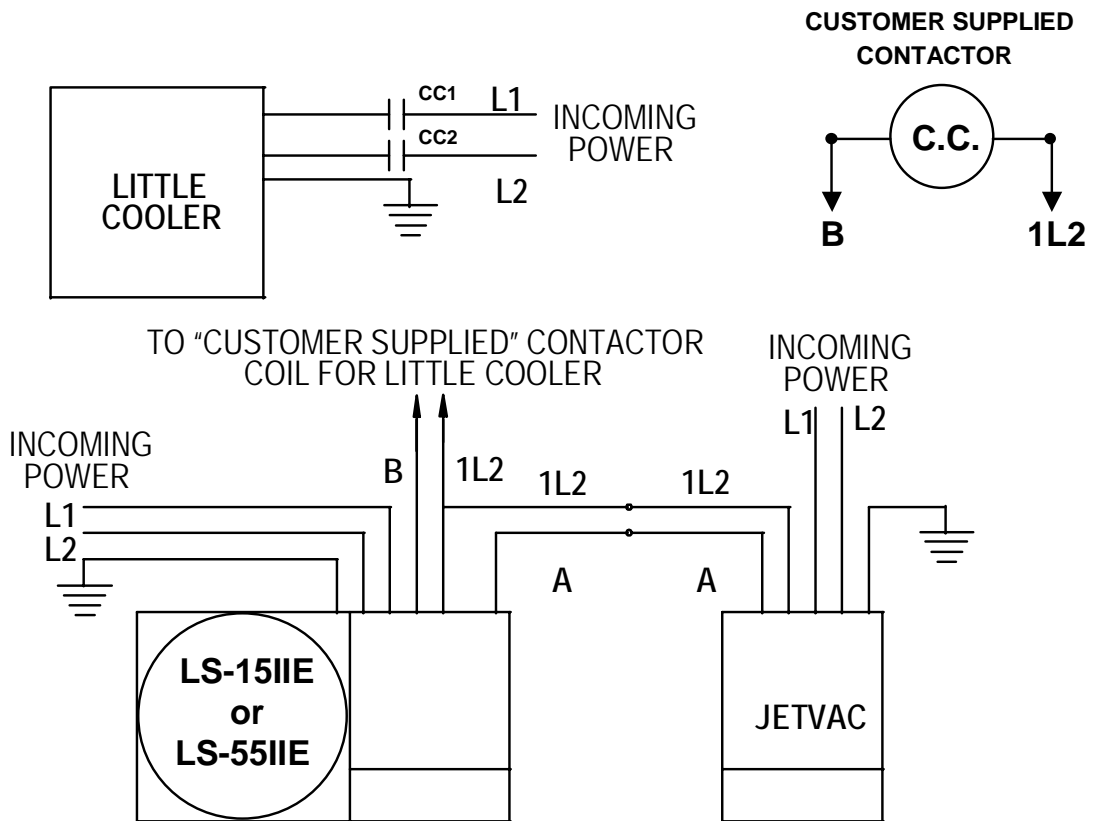 CUSTOMER SUPPLIED
CONTACTOR
C.C.
B
1L2
CC1
L1
CC2
L2
INCOMING
POWER
LITTLE
COOLER
TO "CUSTOMER SUPPLIED" CONTACTOR
COIL FOR LITTLE COOLER
INCOMING
POWER
L1
L2
INCOMING
POWER
L1
L2
B
1L2
1L2
1L2
A
A
LS-15IIE
or
LS-55IIE
JETVAC